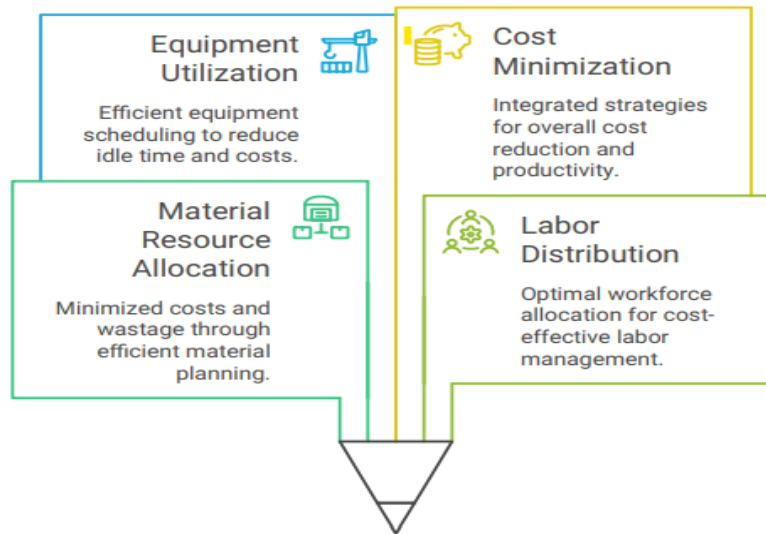 Equipment
Utilization
Efficient equipment
scheduling to reduce
idle time and costs.
Cost
Minimization
Integrated strategies
for overall cost
reduction and
productivity.
Material
Resource
Allocation
Minimized costs and
wastage through
efficient material
planning.
Labor
Distribution
Optimal workforce
allocation for cost-
effective labor
management.